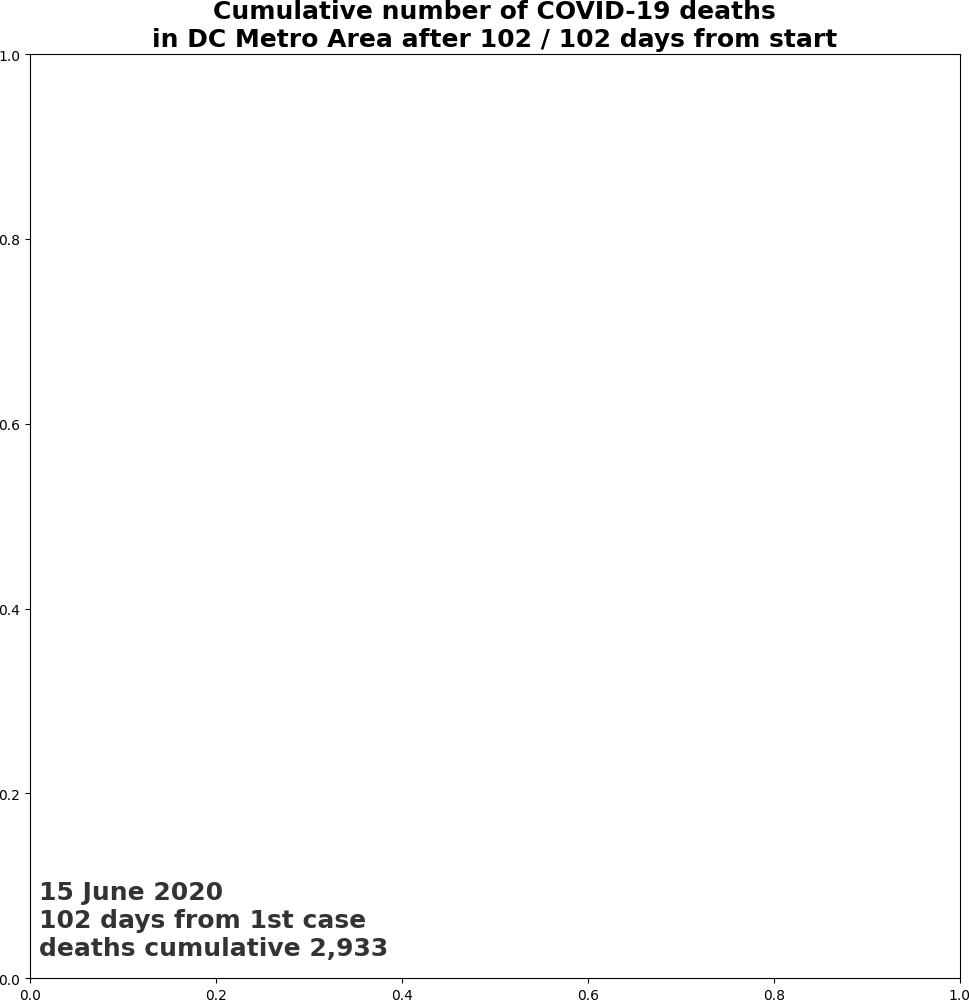 Cumulative number of COVID-19 deaths
in DC Metro Area after 102 / 102 days from start
1.0
0.8
0.6
0.4
0.2
15 June 2020
102 days from 1st case
deaths cumulative 2,933
0.0
0.0 0.2 0.4 0.6 0.8 1.0